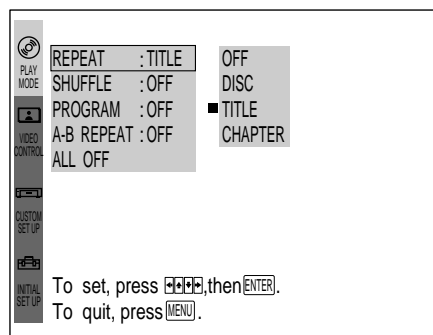 PLAY
MODE
VIDEO
CONTROL
CUSTOM
SET UP
INITIAL
SET UP
REPEAT : TITLE
SHUFFLE : OFF
PROGRAM : OFF
A-B REPEAT : OFF
ALL OFF
OFF
DISC
TITLE
CHAPTER
To set, press ,then ENTER.
To quit, press MENU.